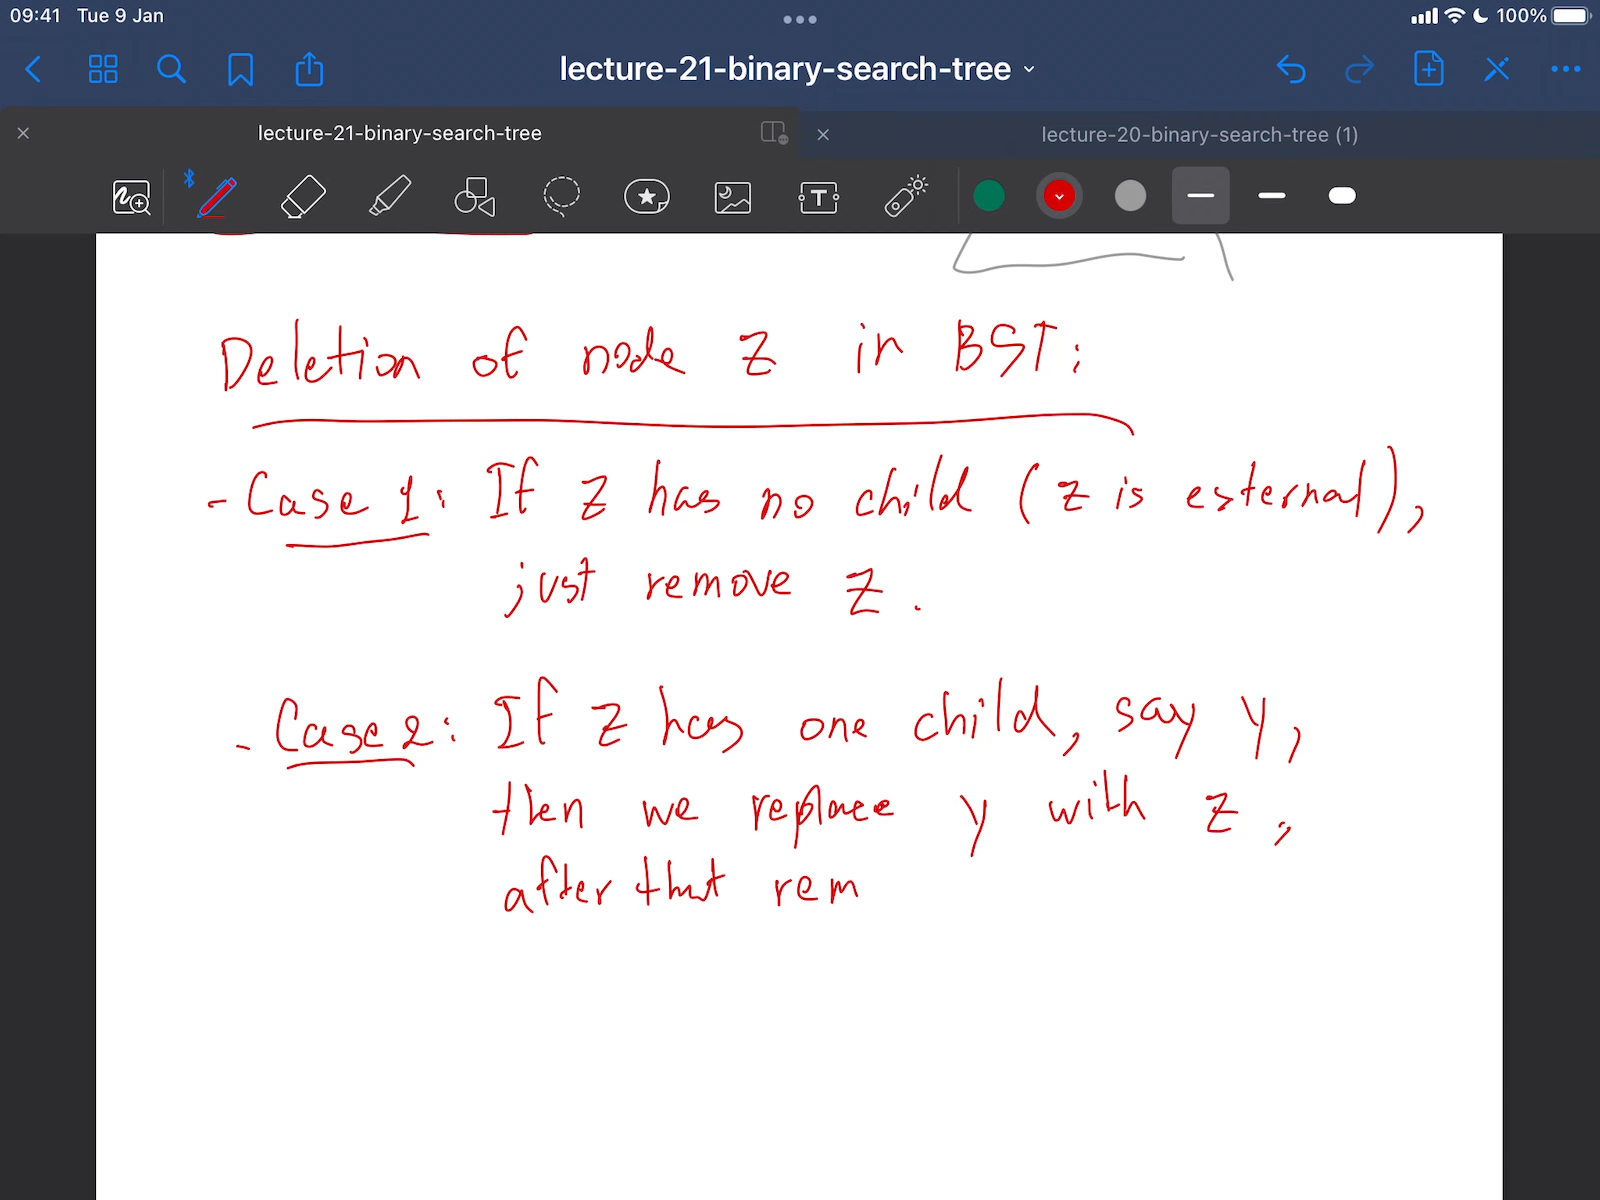 09:41 Tue 9 Jan
100%
lecture-21-binary-search-tree
lecture-21-binary-search-tree
lecture-20-binary-search-tree (1)
T
Deletion of node z in BST:
- Case 1: If z has no child (z is esternal),
just remove z.
- Case 2: If z has one child, say y,
then we replace y with z,
after that rem